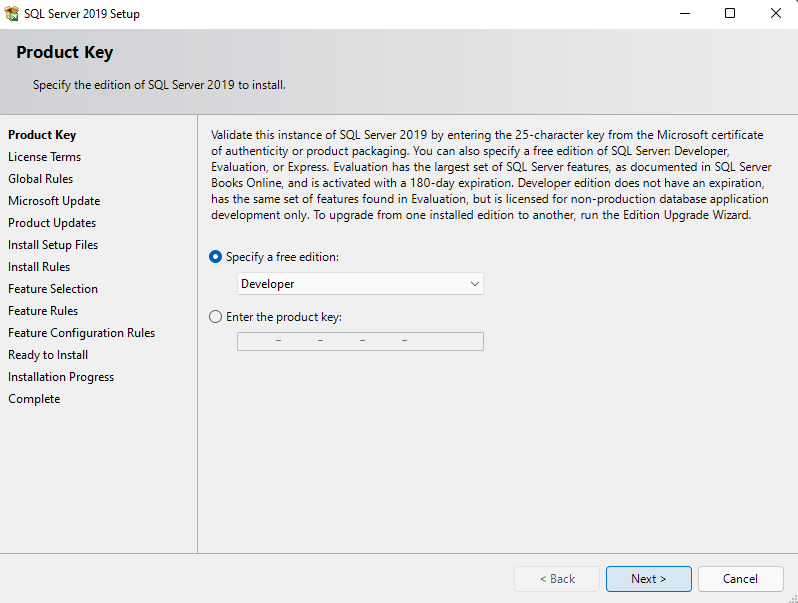 SQL Server 2019 Setup
Product Key
Specify the edition of SQL Server 2019 to install.
Product Key
License Terms
Global Rules
Microsoft Update
Product Updates
Install Setup Files
Install Rules
Feature Selection
Feature Rules
Feature Configuration Rules
Ready to Install
Installation Progress
Complete
Validate this instance of SQL Server 2019 by entering the 25-character key from the Microsoft certificate
of authenticity or product packaging. You can also specify a free edition of SQL Server: Developer,
Evaluation, or Express. Evaluation has the largest set of SQL Server features, as documented in SQL Server
Books Online, and is activated with a 180-day expiration. Developer edition does not have an expiration,
has the same set of features found in Evaluation, but is licensed for non-production database application
development only. To upgrade from one installed edition to another, run the Edition Upgrade Wizard.
Specify a free edition:
Developer
Enter the product key:
– – – –
< Back Next > Cancel